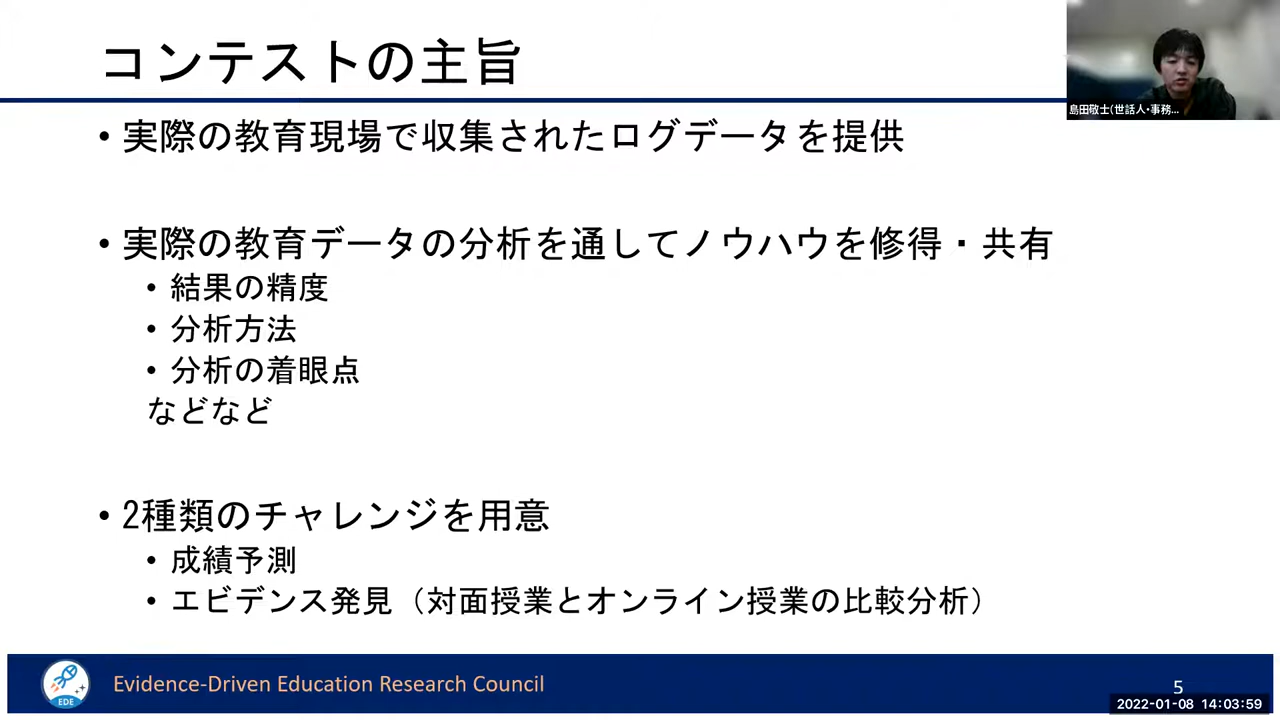 コンテストの主旨
島田敬士(世話人・事務...
• 実際の教育現場で収集されたログデータを提供
• 実際の教育データの分析を通してノウハウを修得・共有
• 結果の精度
• 分析方法
• 分析の着眼点
などなど
• 2種類のチャレンジを用意
• 成績予測
• エビデンス発見（対面授業とオンライン授業の比較分析）
EDE
Evidence-Driven Education Research Council
5
2022-01-08 14:03:59